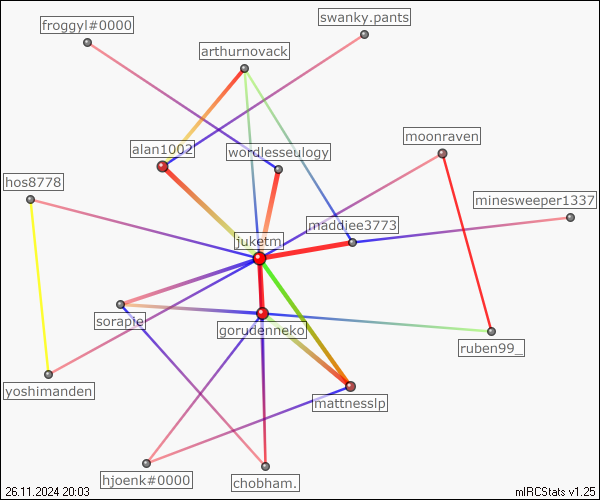 swanky.pants
froggyl#0000
arthurnovack
moonraven
alan1002
wordlesseulogy
hos8778
minesweeper1337
maddiee3773
juketm
sorapie
gorudenneko
ruben99_
yoshimanden
mattnesslp
hjoenk#0000
chobham.
26.11.2024 20:03
mIRCStats v1.25